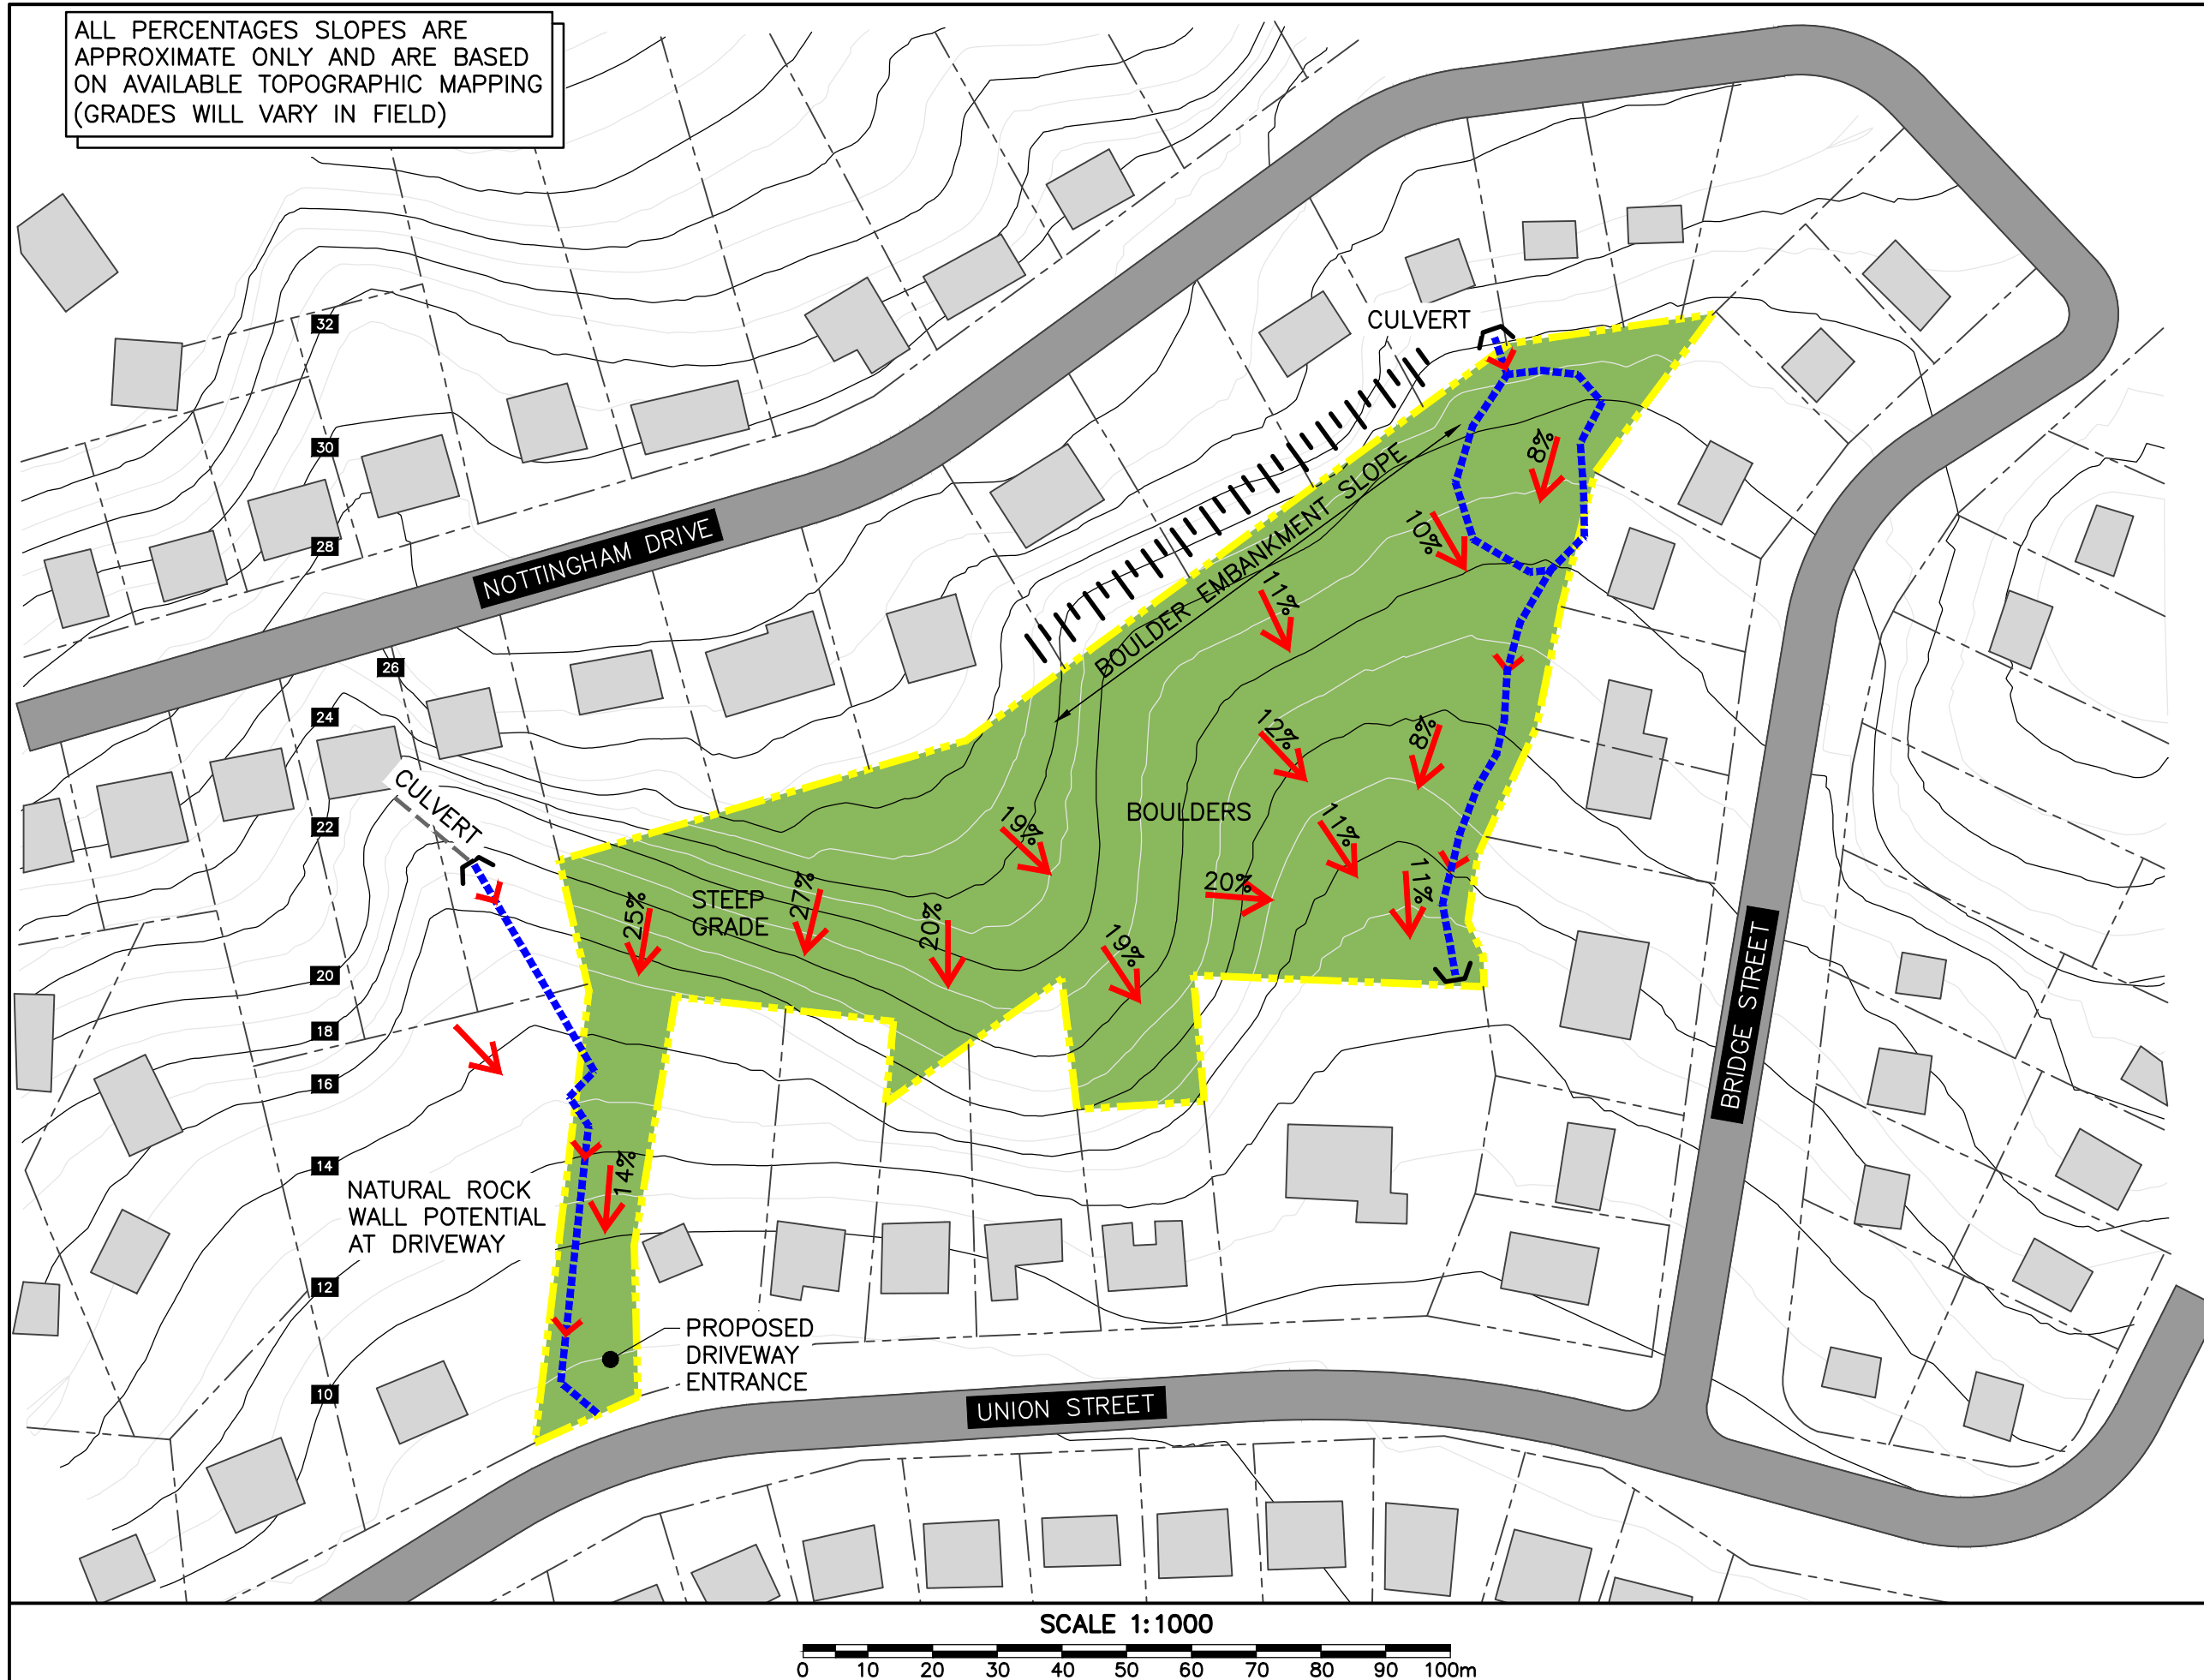 ALL PERCENTAGES SLOPES ARE
APPROXIMATE ONLY AND ARE BASED
ON AVAILABLE TOPOGRAPHIC MAPPING
(GRADES WILL VARY IN FIELD)
32
30
28
26
24
22
20
18
16
14
12
10
NOTTINGHAM DRIVE
CULVERT
8%
10%
BOULDER EMBANKMENT SLOPE
11%
12%
8%
CULVERT
BOULDERS
19%
11%
20%
11%
STEEP
GRADE
25%
27%
20%
19%
BRIDGE STREET
14%
NATURAL ROCK
WALL POTENTIAL
AT DRIVEWAY
PROPOSED
DRIVEWAY
ENTRANCE
UNION STREET
SCALE 1:1000
0 10 20 30 40 50 60 70 80 90 100m